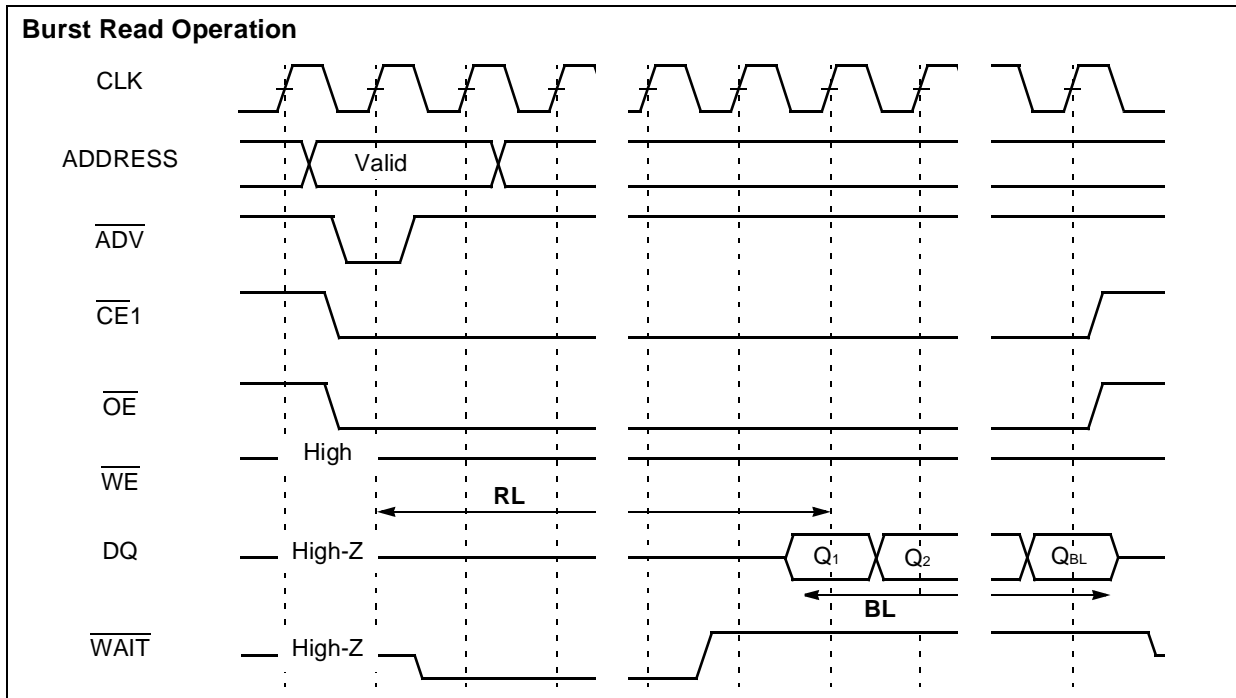 Burst Read Operation
CLK
ADDRESS Valid
ADV
CE1
OE
High
WE
RL
DQ High-Z Q1 Q2 QBL
BL
WAIT High-Z